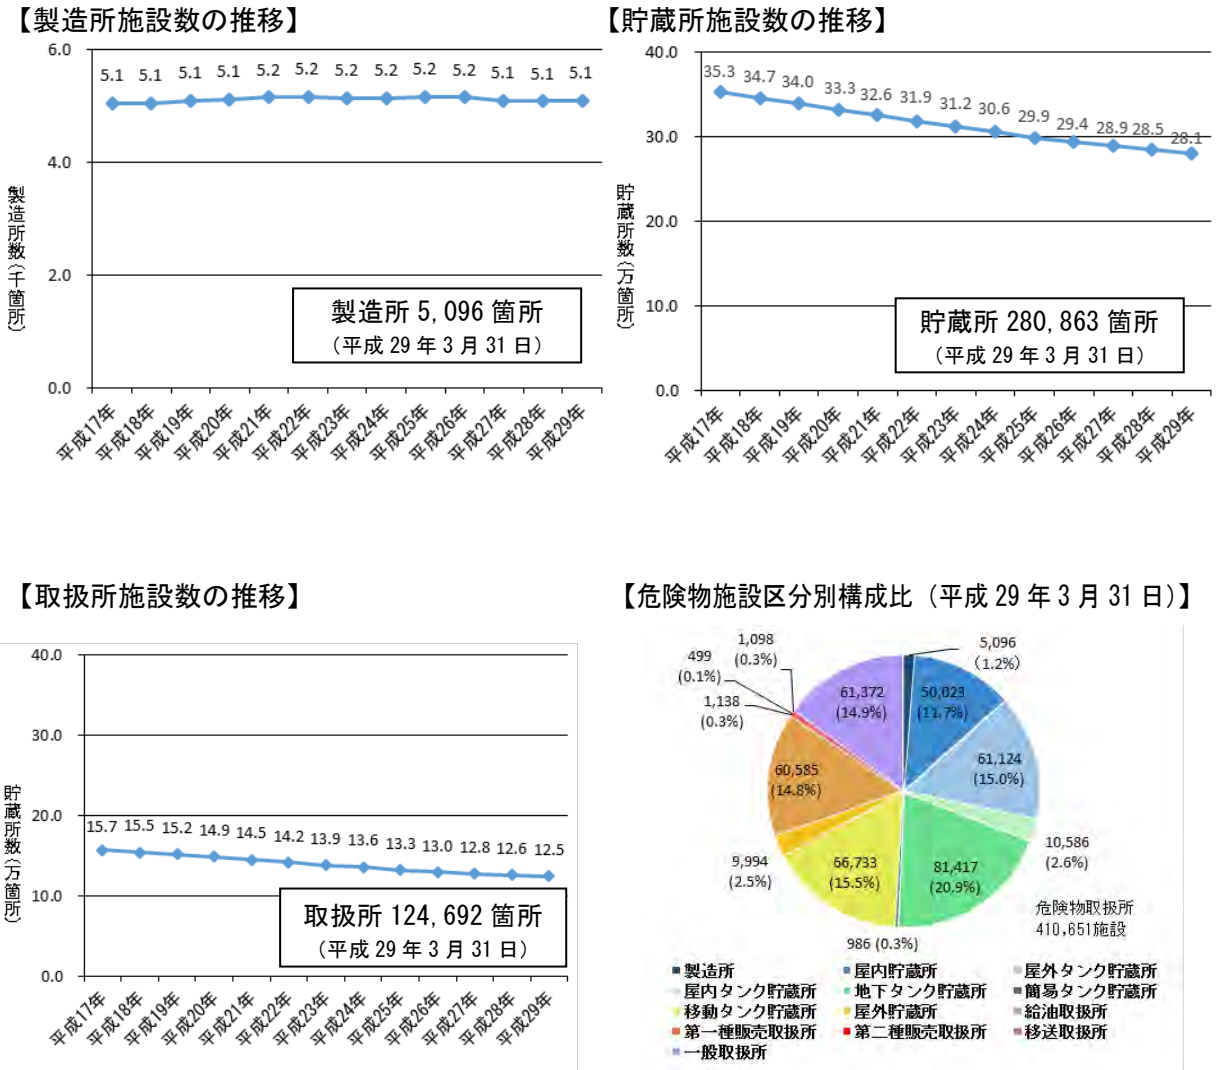 【製造所施設数の推移】
6.0
5.1 5.1 5.1 5.1 5.2 5.2 5.2 5.2 5.2 5.2 5.1 5.1 5.1
4.0
製造所数(千箇所)
2.0
製造所 5,096 箇所
（平成 29 年 3 月 31 日）
0.0
平成17年 平成18年 平成19年 平成20年 平成21年 平成22年 平成23年 平成24年 平成25年 平成26年 平成27年 平成28年 平成29年
【貯蔵所施設数の推移】
40.0
35.3 34.7 34.0 33.3 32.6 31.9 31.2 30.6 29.9 29.4 28.9 28.5 28.1
30.0
貯蔵所数(万箇所)
20.0
10.0
貯蔵所 280,863 箇所
（平成 29 年 3 月 31 日）
0.0
平成17年 平成18年 平成19年 平成20年 平成21年 平成22年 平成23年 平成24年 平成25年 平成26年 平成27年 平成28年 平成29年
【取扱所施設数の推移】
40.0
30.0
貯蔵所数(万箇所)
20.0
15.7 15.5 15.2 14.9 14.5 14.2 13.9 13.6 13.3 13.0 12.8 12.6 12.5
10.0
取扱所 124,692 箇所
（平成 29 年 3 月 31 日）
0.0
平成17年 平成18年 平成19年 平成20年 平成21年 平成22年 平成23年 平成24年 平成25年 平成26年 平成27年 平成28年 平成29年
【危険物施設区分別構成比（平成 29 年 3 月 31 日）】
5,096
(1.2%)
50,023
(11.7%)
61,124
(15.0%)
10,586
(2.6%)
81,417
(20.9%)
986 (0.3%)
66,733
(15.5%)
9,994
(2.5%)
60,585
(14.8%)
1,138
(0.3%)
499
(0.1%)
1,098
(0.3%)
61,372
(14.9%)
危険物取扱所
410,651施設
製造所 屋内貯蔵所 屋外タンク貯蔵所
屋内タンク貯蔵所 地下タンク貯蔵所 簡易タンク貯蔵所
移動タンク貯蔵所 屋外貯蔵所 給油取扱所
第一種販売取扱所 第二種販売取扱所 移送取扱所
一般取扱所